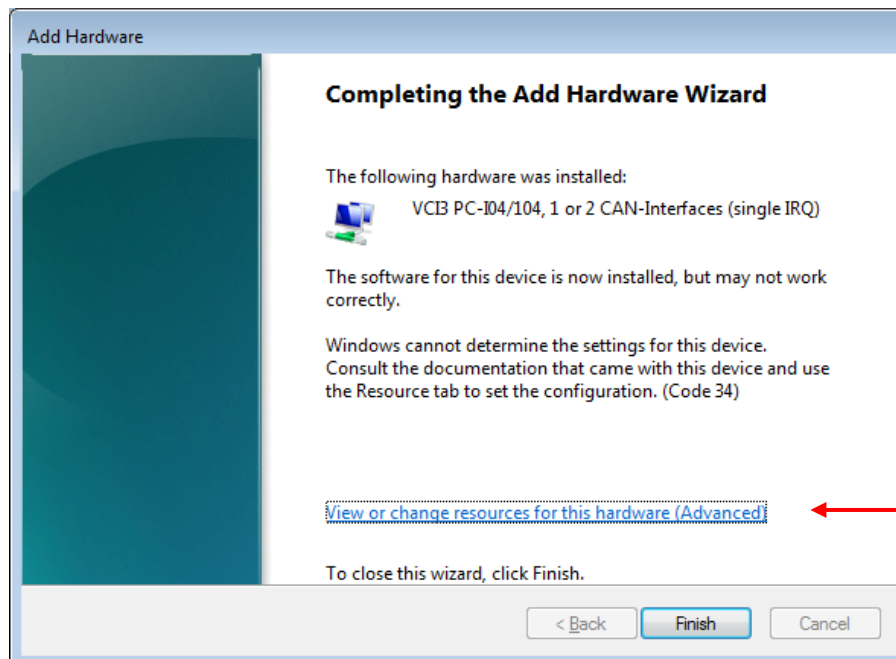 Add Hardware
Completing the Add Hardware Wizard
The following hardware was installed:
VCI3 PC-I04/104, 1 or 2 CAN-Interfaces (single IRQ)
The software for this device is now installed, but may not work
correctly.
Windows cannot determine the settings for this device.
Consult the documentation that came with this device and use
the Resource tab to set the configuration. (Code 34)
View or change resources for this hardware (Advanced)
To close this wizard, click Finish.
< Back Finish Cancel